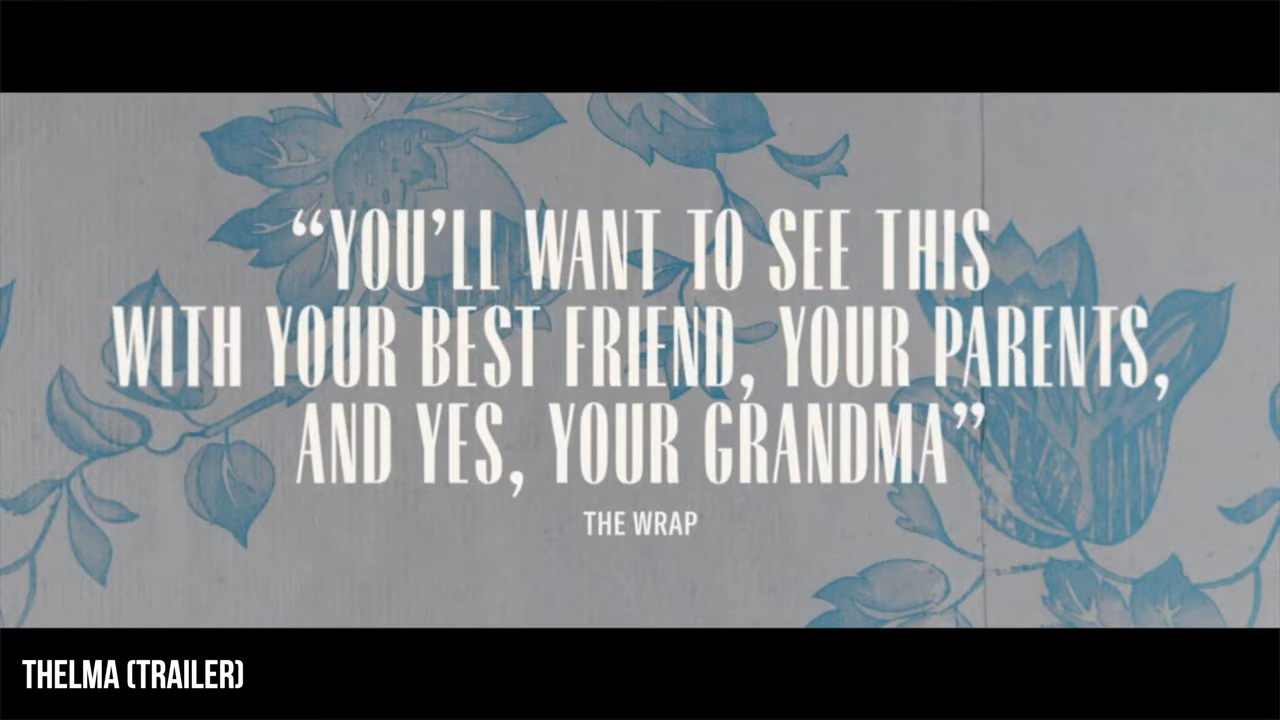 “YOU’LL WANT TO SEE THIS
WITH YOUR BEST FRIEND, YOUR PARENTS,
AND YES, YOUR GRANDMA”
THE WRAP
THELMA (TRAILER)